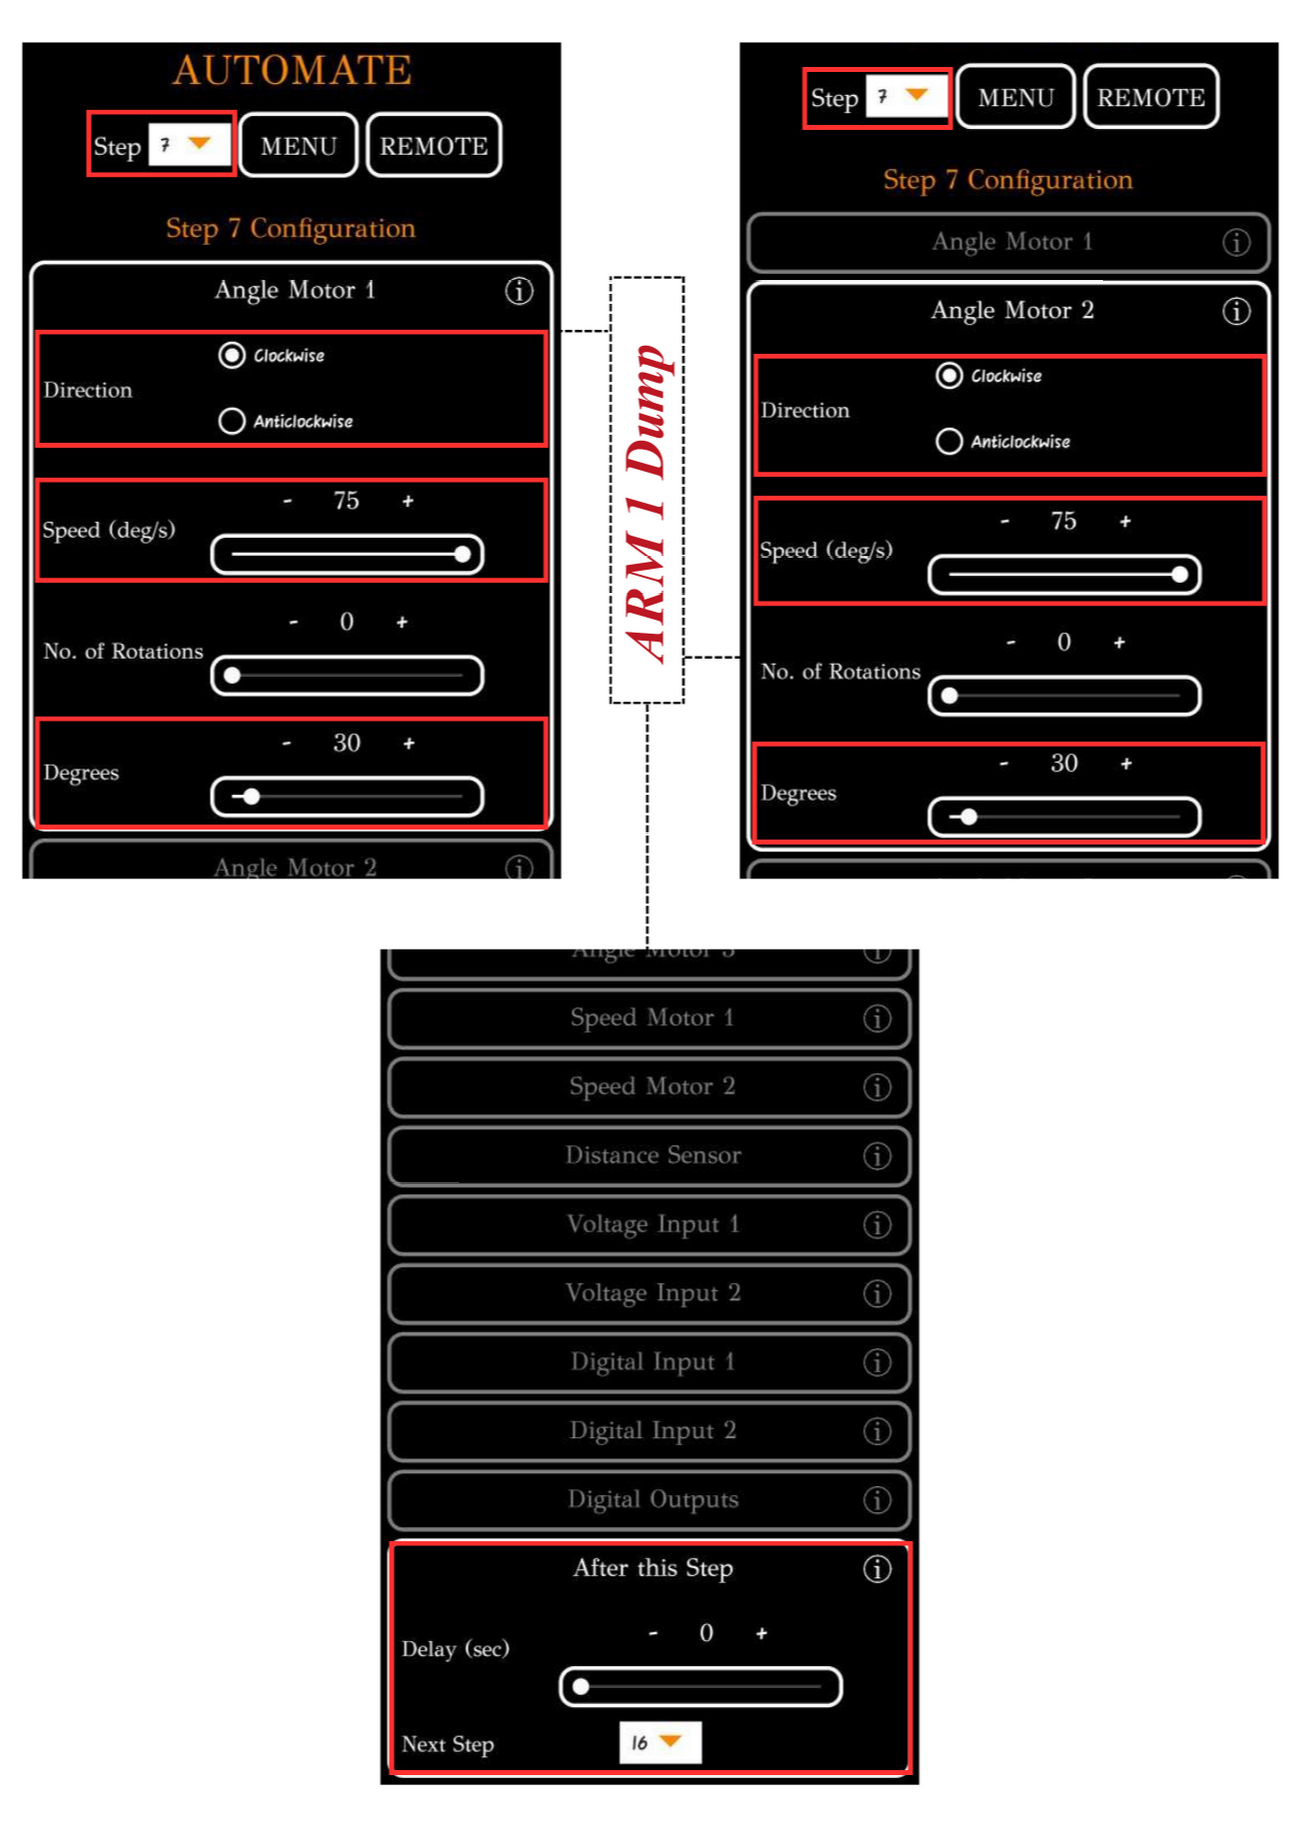 AUTOMATE
Step 7 MENU REMOTE
Step 7 Configuration
Angle Motor 1
Direction
Clockwise
Anticlockwise
Speed (deg/s)
- 75 +
No. of Rotations
- 0 +
Degrees
- 30 +
Angle Motor 2
ARM 1 Dump
Step 7 MENU REMOTE
Step 7 Configuration
Angle Motor 1
Angle Motor 2
Direction
Clockwise
Anticlockwise
Speed (deg/s)
- 75 +
No. of Rotations
- 0 +
Degrees
- 30 +
Angle Motor 3
Speed Motor 1
Speed Motor 2
Distance Sensor
Voltage Input 1
Voltage Input 2
Digital Input 1
Digital Input 2
Digital Outputs
After this Step
Delay (sec)
- 0 +
Next Step 16